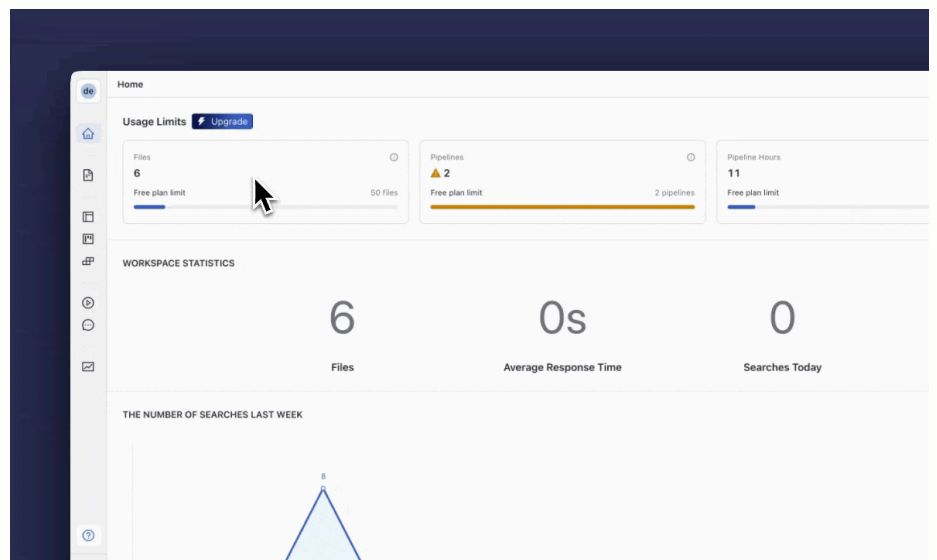 de
Home
Usage Limits Upgrade
Files
6
Free plan limit 50 files
Pipelines
2
Free plan limit 2 pipelines
Pipeline Hours
11
Free plan limit
WORKSPACE STATISTICS
6 0s 0
Files Average Response Time Searches Today
THE NUMBER OF SEARCHES LAST WEEK
8